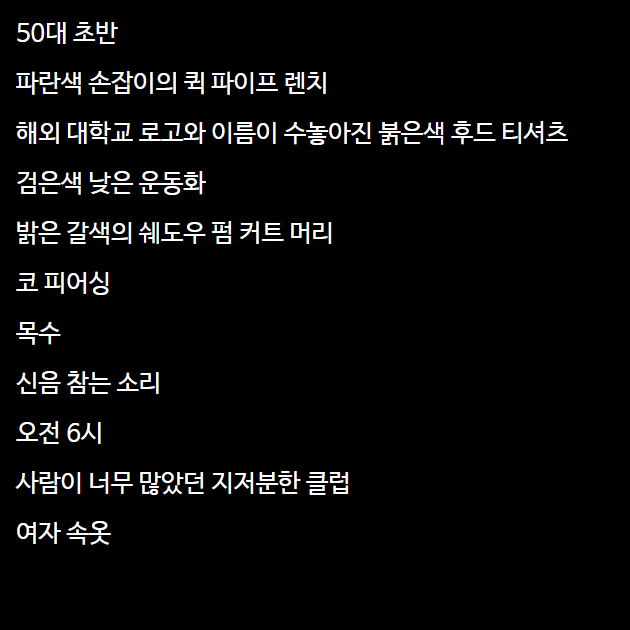 50대 초반
파란색 손잡이의 퀵 파이프 렌치
해외 대학교 로고와 이름이 수놓아진 붉은색 후드 티셔츠
검은색 낮은 운동화
밝은 갈색의 쉐도우 펌 커트 머리
코 피어싱
목수
신음 참는 소리
오전 6시
사람이 너무 많았던 지저분한 클럽
여자 속옷